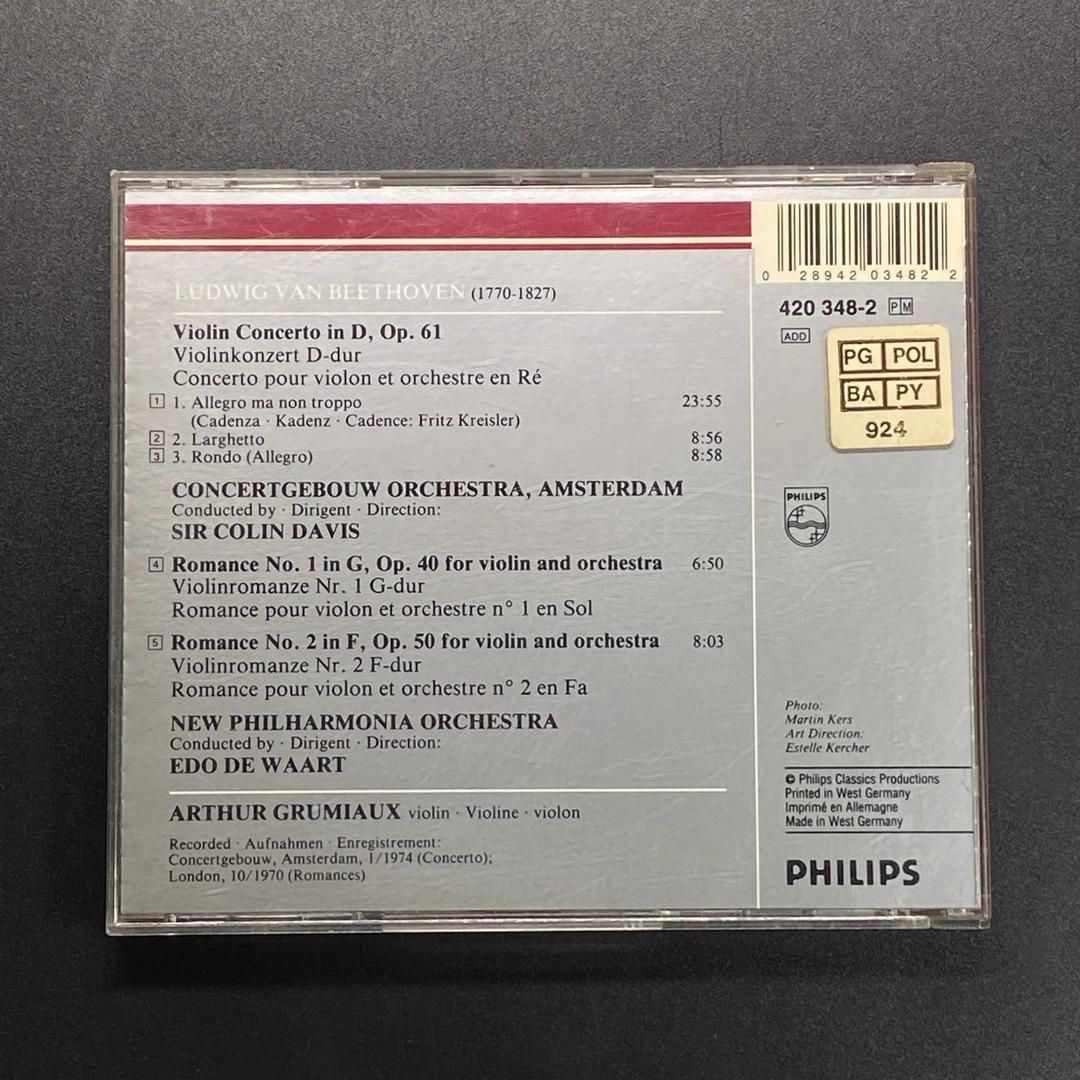 LUDWIG VAN BEETHOVEN (1770-1827)
Violin Concerto in D, Op. 61
Violinkonzert D-dur
Concerto pour violon et orchestre en Ré
1 1. Allegro ma non troppo 23:55
(Cadenza · Kadenz · Cadence: Fritz Kreisler)
2 2. Larghetto 8:56
3 3. Rondo (Allegro) 8:58
CONCERTGEBOUW ORCHESTRA, AMSTERDAM
Conducted by · Dirigent · Direction:
SIR COLIN DAVIS
4 Romance No. 1 in G, Op. 40 for violin and orchestra 6:50
Violinromanze Nr. 1 G-dur
Romance pour violon et orchestre n° 1 en Sol
5 Romance No. 2 in F, Op. 50 for violin and orchestra 8:03
Violinromanze Nr. 2 F-dur
Romance pour violon et orchestre n° 2 en Fa
NEW PHILHARMONIA ORCHESTRA
Conducted by · Dirigent · Direction:
EDO DE WAART
ARTHUR GRUMIAUX violin · Violine · violon
Recorded · Aufnahmen · Enregistrement:
Concertgebouw, Amsterdam, 1/1974 (Concerto);
London, 10/1970 (Romances)
0 28942 03482 2
420 348-2 PM
ADD
PG POL
BA PY
924
PHILIPS
Photo:
Martin Kers
Art Direction:
Estelle Kercher
© Philips Classics Productions
Printed in West Germany
Imprimé en Allemagne
Made in West Germany
PHILIPS